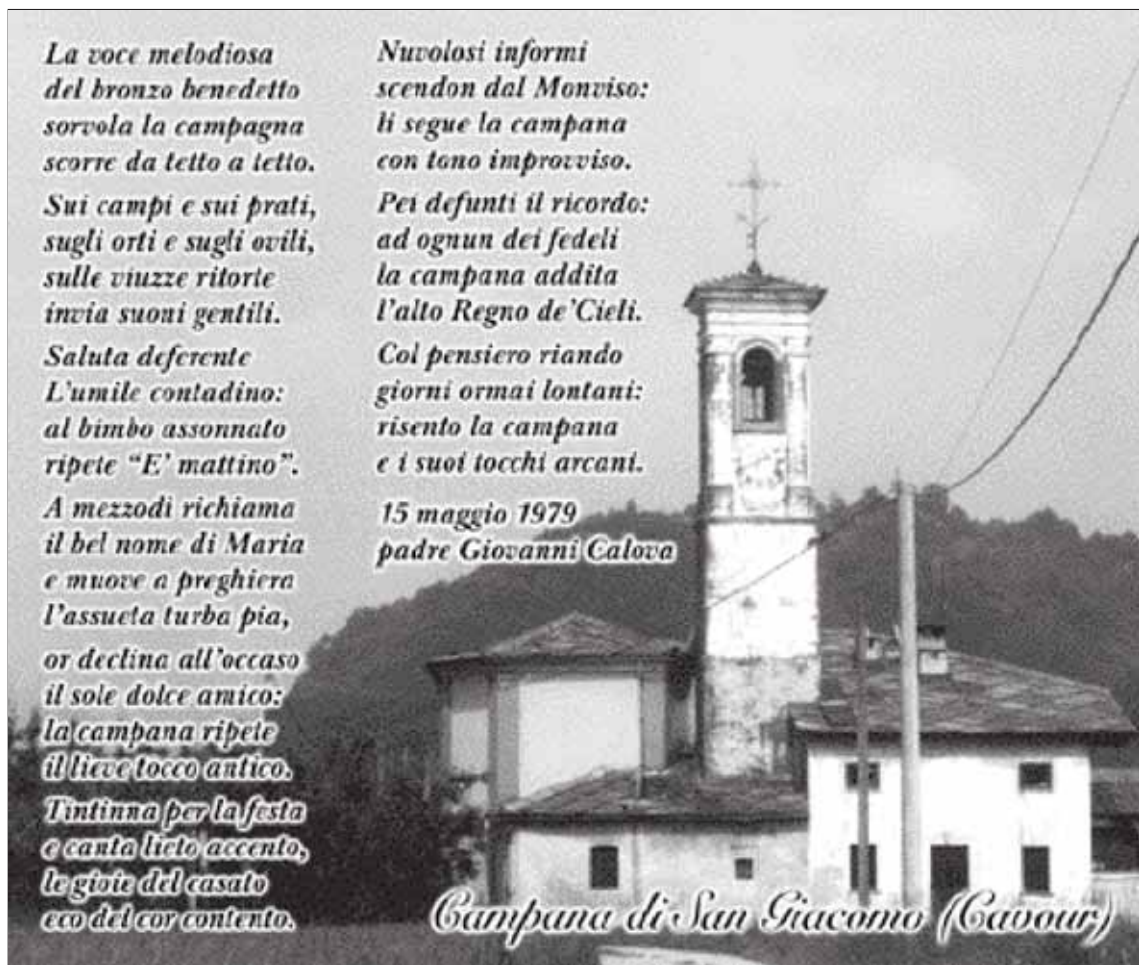 La voce melodiosa
del bronzo benedetto
sorvola la campagna
scorre da tetto a tetto.
Sui campi e sui prati,
sugli orti e sugli ovili,
sulle viuzze ritorte
invia suoni gentili.
Saluta deferente
L'umile contadino:
al bimbo assonnato
ripete “E' mattino”.
A mezzodì richiama
il bel nome di Maria
e muove a preghiera
l'assueta turba pia,
or declina all'occaso
il sole dolce amico:
la campana ripete
il lieve tocco antico.
Tintinna per la festa
e canta lieto accento,
le gioie del casato
eco del cor contento.
Nuvolosi informi
scendon dal Monviso:
li segue la campana
con tono improvviso.
Pei defunti il ricordo:
ad ognun dei fedeli
la campana addita
l'alto Regno de'Cieli.
Col pensiero riando
giorni ormai lontani:
risento la campana
e i suoi tocchi arcani.
15 maggio 1979
padre Giovanni Calova
Campana di San Giacomo (Cavour)